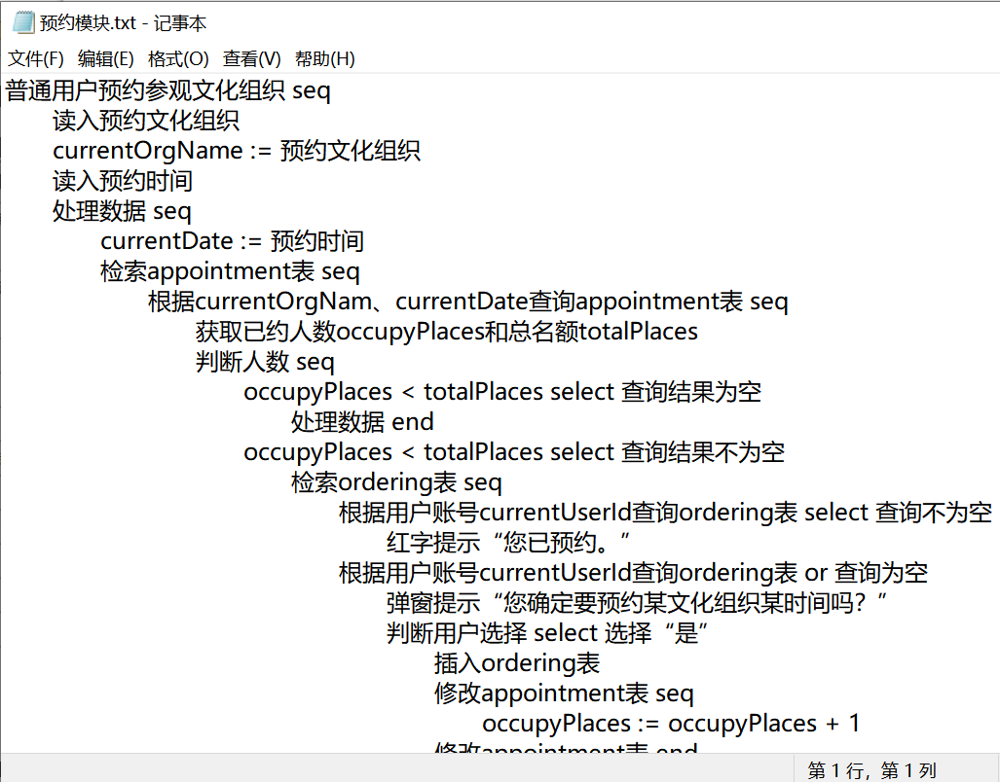 预约模块.txt - 记事本
文件(F) 编辑(E) 格式(O) 查看(V) 帮助(H)
普通用户预约参观文化组织 seq
读入预约文化组织
currentOrgName := 预约文化组织
读入预约时间
处理数据 seq
currentDate := 预约时间
检索appointment表 seq
根据currentOrgNam、currentDate查询appointment表 seq
获取已约人数occupyPlaces和总名额totalPlaces
判断人数 seq
occupyPlaces < totalPlaces select 查询结果为空
处理数据 end
occupyPlaces < totalPlaces select 查询结果不为空
检索ordering表 seq
根据用户账号currentUserId查询ordering表 select 查询不为空
红字提示“您已预约。”
根据用户账号currentUserId查询ordering表 or 查询为空
弹窗提示“您确定要预约某文化组织某时间吗？”
判断用户选择 select 选择“是”
插入ordering表
修改appointment表 seq
occupyPlaces := occupyPlaces + 1
修改appointment表 end
第 1 行，第 1 列